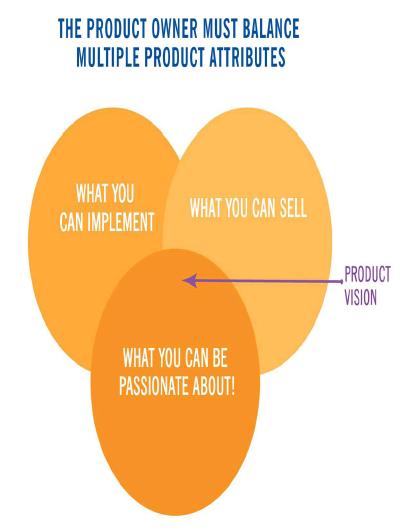 THE PRODUCT OWNER MUST BALANCE
MULTIPLE PRODUCT ATTRIBUTES
WHAT YOU
CAN IMPLEMENT
WHAT YOU CAN SELL
PRODUCT
VISION
WHAT YOU CAN BE
PASSIONATE ABOUT!